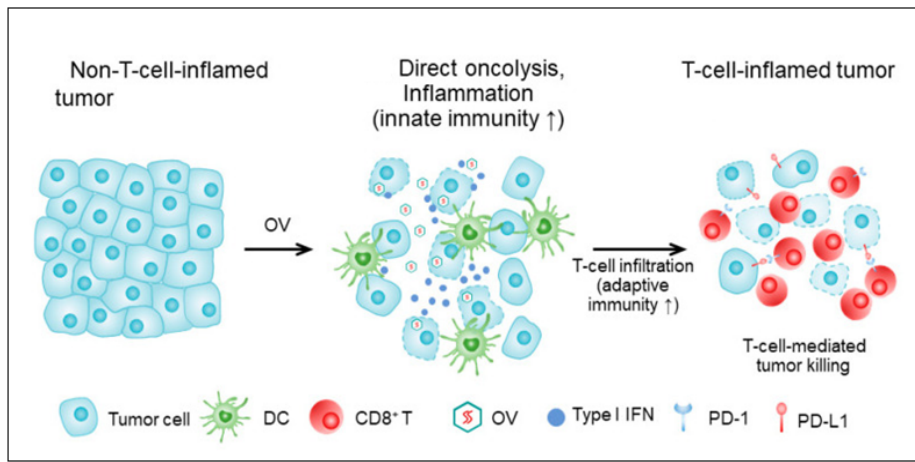 Non-T-cell-inflamed
tumor
Direct oncolysis,
Inflammation
(innate immunity ↑)
T-cell-inflamed tumor
OV
T-cell infiltration
(adaptive
immunity ↑)
T-cell-mediated
tumor killing
Tumor cell
DC
CD8⁺ T
OV
Type I IFN
PD-1
PD-L1